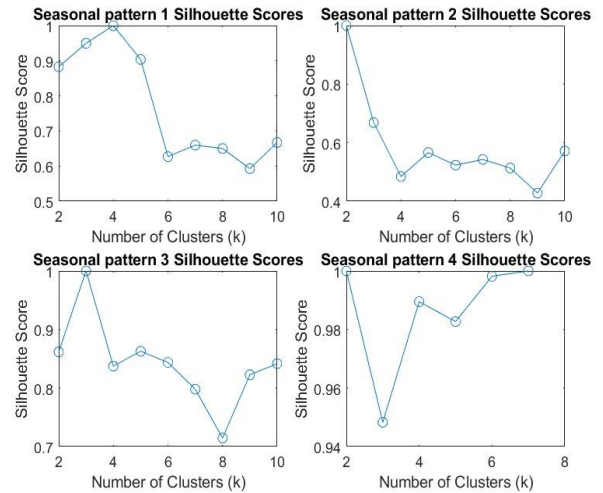 Seasonal pattern 1 Silhouette Scores
1
0.9
0.8
0.7
0.6
0.5
Silhouette Score
2 4 6 8 10
Number of Clusters (k)
Seasonal pattern 2 Silhouette Scores
1
0.8
0.6
0.4
Silhouette Score
2 4 6 8 10
Number of Clusters (k)
Seasonal pattern 3 Silhouette Scores
1
0.9
0.8
0.7
Silhouette Score
2 4 6 8 10
Number of Clusters (k)
Seasonal pattern 4 Silhouette Scores
1
0.98
0.96
0.94
Silhouette Score
2 4 6 8
Number of Clusters (k)